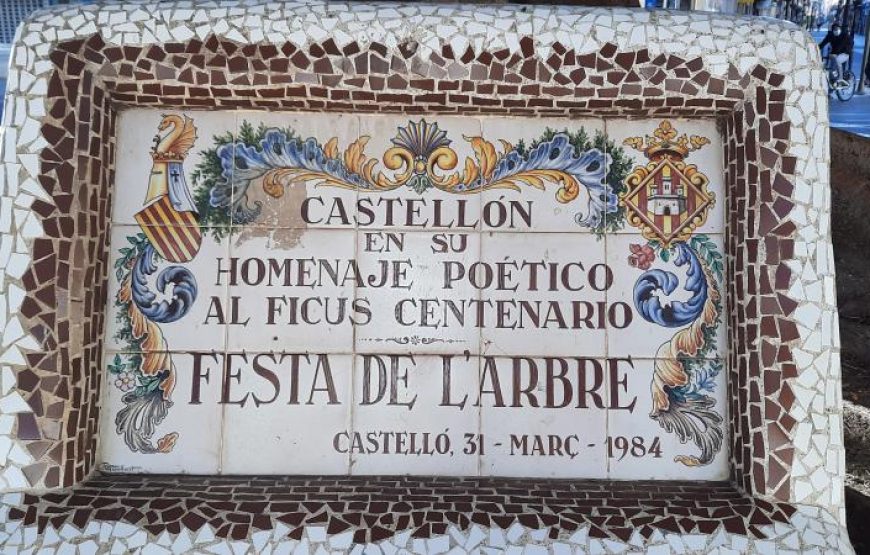 CASTELLÓN
EN SU
HOMENAJE POÉTICO
AL FICUS CENTENARIO
FESTA DE L'ARBRE
CASTELLÓ, 31 - MARÇ - 1984